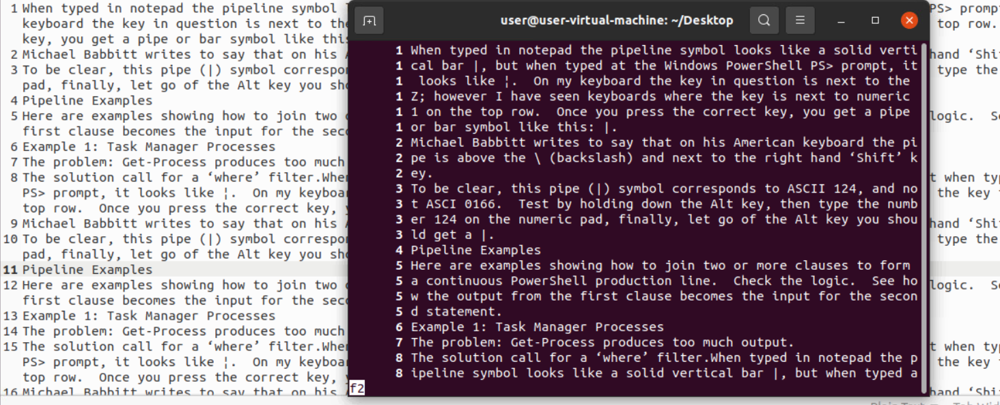 1 When typed in notepad the pipeline symbol
keyboard the key in question is next to the
key, you get a pipe or bar symbol like this
2 Michael Babbitt writes to say that on his
3 To be clear, this pipe (|) symbol correspo
pad, finally, let go of the Alt key you sho
4 Pipeline Examples
5 Here are examples showing how to join two
first clause becomes the input for the sec
6 Example 1: Task Manager Processes
7 The problem: Get-Process produces too much
8 The solution call for a ‘where’ filter.When
PS> prompt, it looks like ¦.  On my keyboar
top row.  Once you press the correct key,
9 Michael Babbitt writes to say that on his
10 To be clear, this pipe (|) symbol correspo
pad, finally, let go of the Alt key you sho
11 Pipeline Examples
12 Here are examples showing how to join two
first clause becomes the input for the sec
13 Example 1: Task Manager Processes
14 The problem: Get-Process produces too much
15 The solution call for a ‘where’ filter.When
PS> prompt, it looks like ¦.  On my keyboar
top row.  Once you press the correct key,
16 Michael Babbitt writes to say that on his
user@user-virtual-machine: ~/Desktop
1 When typed in notepad the pipeline symbol looks like a solid verti
1 cal bar |, but when typed at the Windows PowerShell PS> prompt, it
1  looks like ¦.  On my keyboard the key in question is next to the
1 Z; however I have seen keyboards where the key is next to numeric
1 1 on the top row.  Once you press the correct key, you get a pipe
1 or bar symbol like this: |.
2 Michael Babbitt writes to say that on his American keyboard the pi
2 pe is above the \ (backslash) and next to the right hand ‘Shift’ k
2 ey.
3 To be clear, this pipe (|) symbol corresponds to ASCII 124, and no
3 t ASCI 0166.  Test by holding down the Alt key, then type the numb
3 er 124 on the numeric pad, finally, let go of the Alt key you shou
3 ld get a |.
4 Pipeline Examples
5 Here are examples showing how to join two or more clauses to form
5 a continuous PowerShell production line.  Check the logic.  See ho
5 w the output from the first clause becomes the input for the secon
5 d statement.
6 Example 1: Task Manager Processes
7 The problem: Get-Process produces too much output.
8 The solution call for a ‘where’ filter.When typed in notepad the p
8 ipeline symbol looks like a solid vertical bar |, but when typed a
f2
PS> prompt
top row.
hand ‘Shi
type the
logic.  Se
t when typ
the key
hand ‘Shi
type the
logic.  Se
t when typ
the key
hand ‘Shi